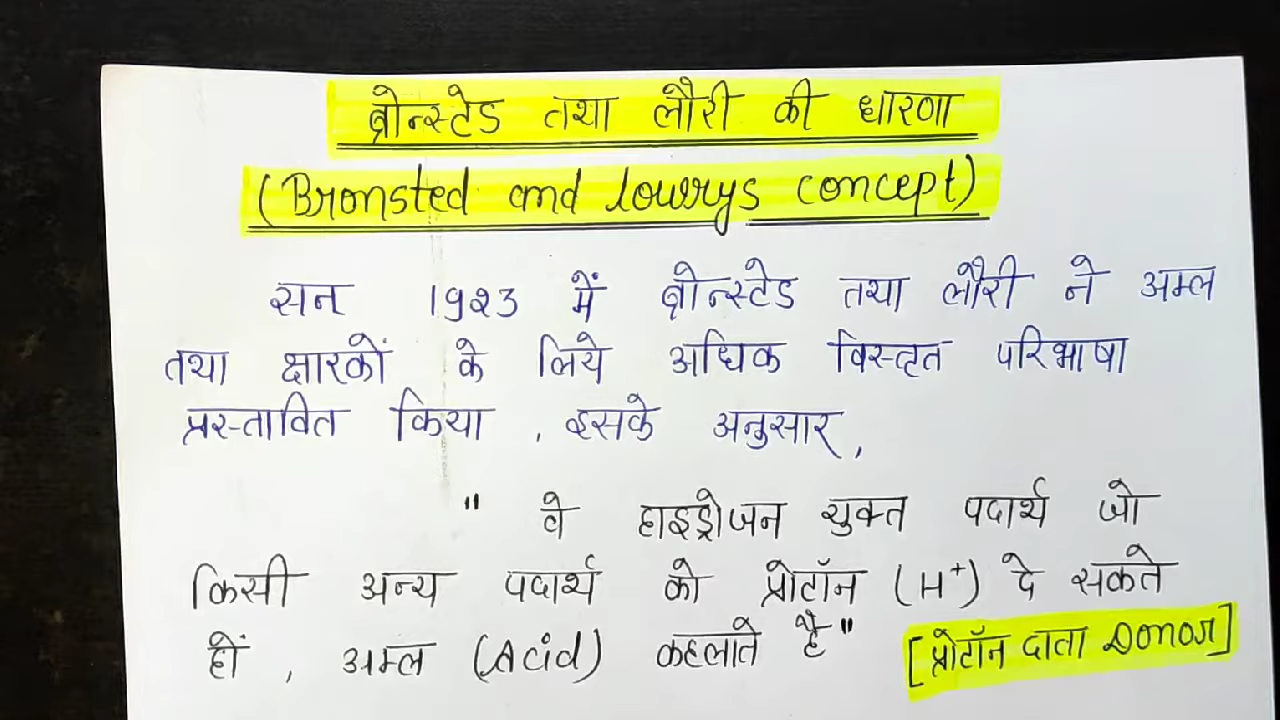 ब्रोन्स्टेड तथा लौरी की धारणा
(Bronsted and lowrys concept)
सन 1923 में ब्रोन्स्टेड तथा लौरी ने अम्ल
तथा क्षारकों के लिये अधिक विस्तृत परिभाषा
प्रस्तावित किया , इसके अनुसार,
" वे हाइड्रोजन युक्त पदार्थ जो
किसी अन्य पदार्थ को प्रोटॉन (H⁺) दे सकते
हों , अम्ल (Acid) कहलाते है" [प्रोटॉन दाता Donor]